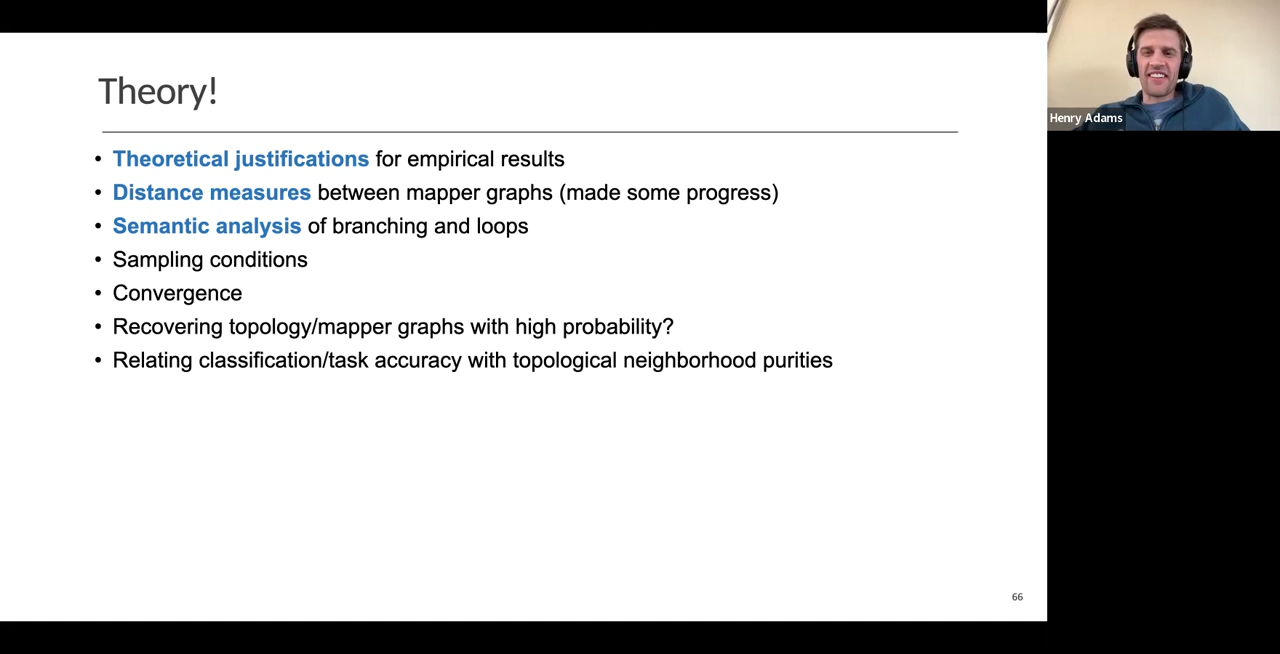 Theory!
• Theoretical justifications for empirical results
• Distance measures between mapper graphs (made some progress)
• Semantic analysis of branching and loops
• Sampling conditions
• Convergence
• Recovering topology/mapper graphs with high probability?
• Relating classification/task accuracy with topological neighborhood purities
66
Henry Adams